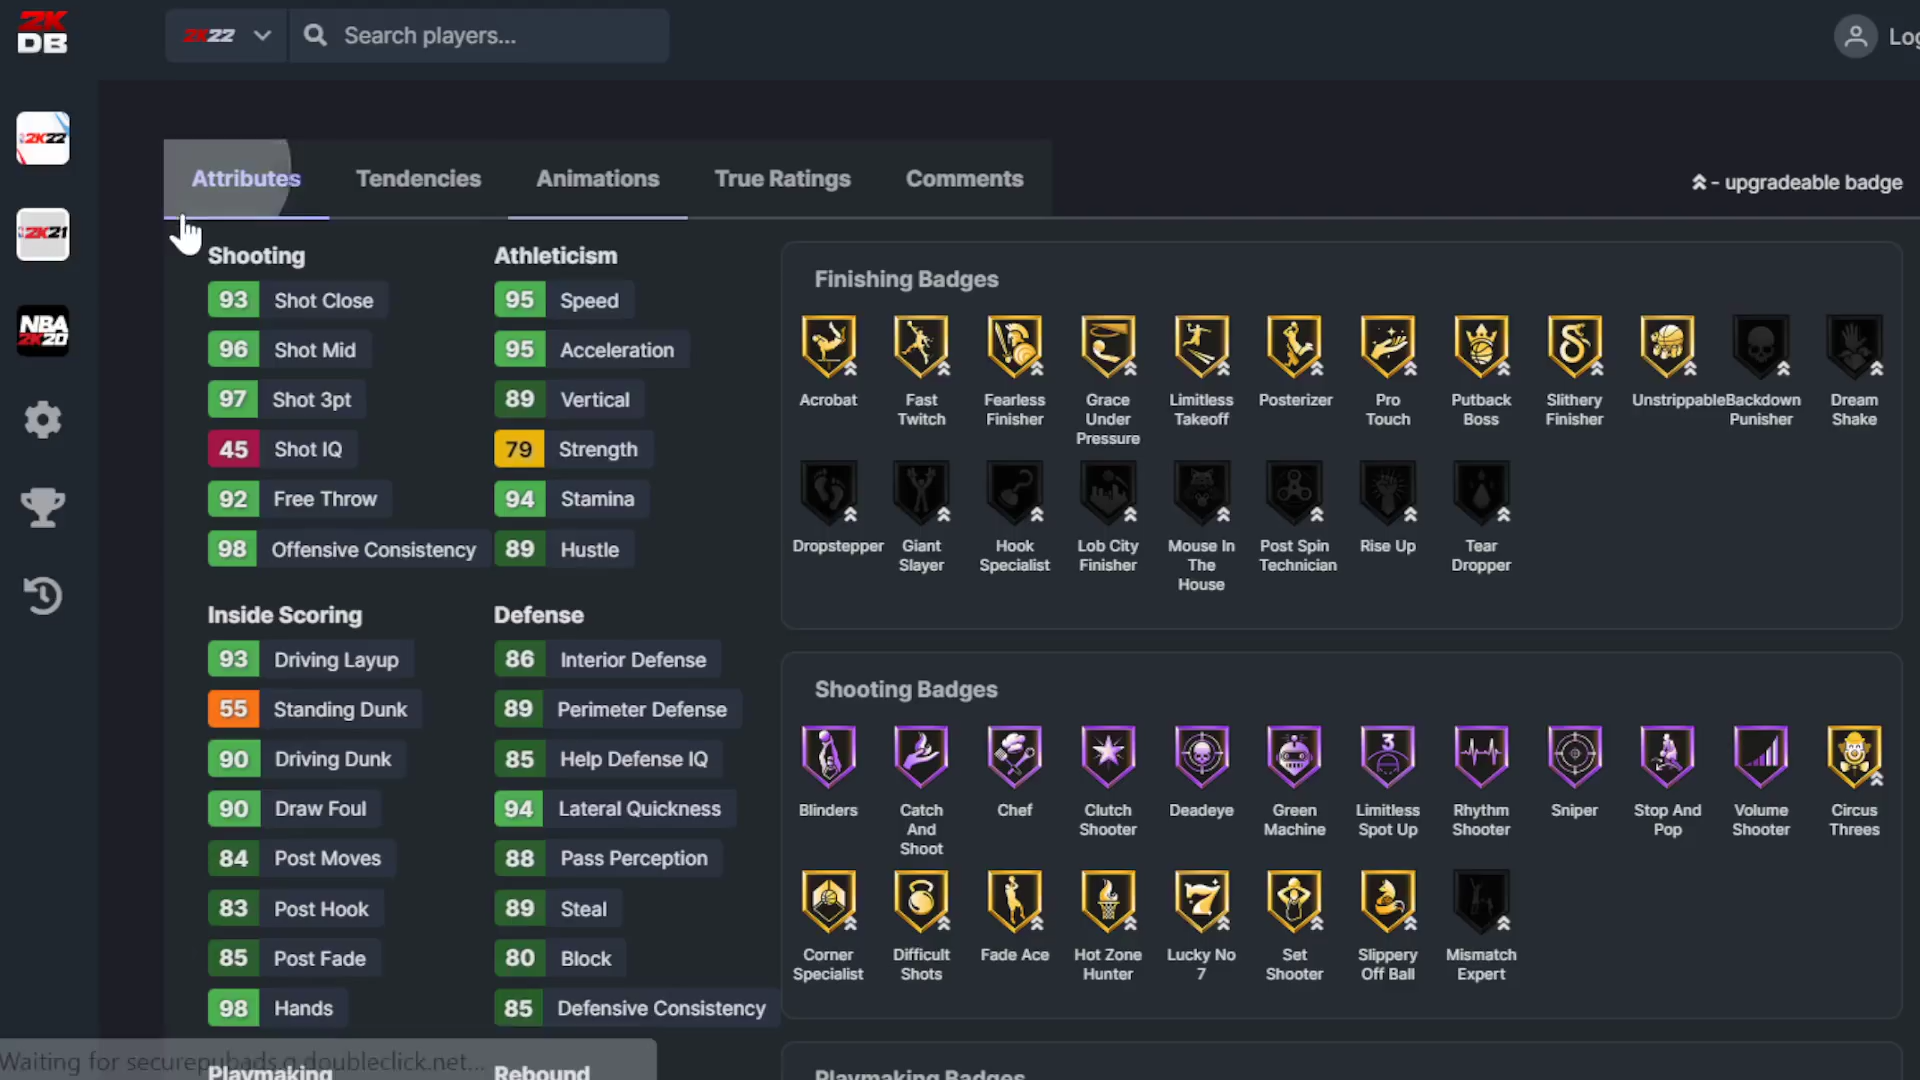 2K
DB
2K22
Search players...
Log
2K22
2K21
NBA
2K20
Attributes
Tendencies
Animations
True Ratings
Comments
- upgradeable badge
Shooting
93 Shot Close
96 Shot Mid
97 Shot 3pt
45 Shot IQ
92 Free Throw
98 Offensive Consistency
Athleticism
95 Speed
95 Acceleration
89 Vertical
79 Strength
94 Stamina
89 Hustle
Inside Scoring
93 Driving Layup
55 Standing Dunk
90 Driving Dunk
90 Draw Foul
84 Post Moves
83 Post Hook
85 Post Fade
98 Hands
Defense
86 Interior Defense
89 Perimeter Defense
85 Help Defense IQ
94 Lateral Quickness
88 Pass Perception
89 Steal
80 Block
85 Defensive Consistency
Playmaking
Rebound
Finishing Badges
Acrobat
Fast
Twitch
Fearless
Finisher
Grace
Under
Pressure
Limitless
Takeoff
Posterizer
Pro
Touch
Putback
Boss
Slithery
Finisher
Unstrippable
Backdown
Punisher
Dream
Shake
Dropstepper
Giant
Slayer
Hook
Specialist
Lob City
Finisher
Mouse In
The
House
Post Spin
Technician
Rise Up
Tear
Dropper
Shooting Badges
Blinders
Catch
And
Shoot
Chef
Clutch
Shooter
Deadeye
Green
Machine
3
Limitless
Spot Up
Rhythm
Shooter
Sniper
Stop And
Pop
Volume
Shooter
Circus
Threes
Corner
Specialist
Difficult
Shots
Fade Ace
Hot Zone
Hunter
7
Lucky No
7
Set
Shooter
Slippery
Off Ball
Mismatch
Expert
Playmaking Badges
Waiting for securepubads.g.doubleclick.net...